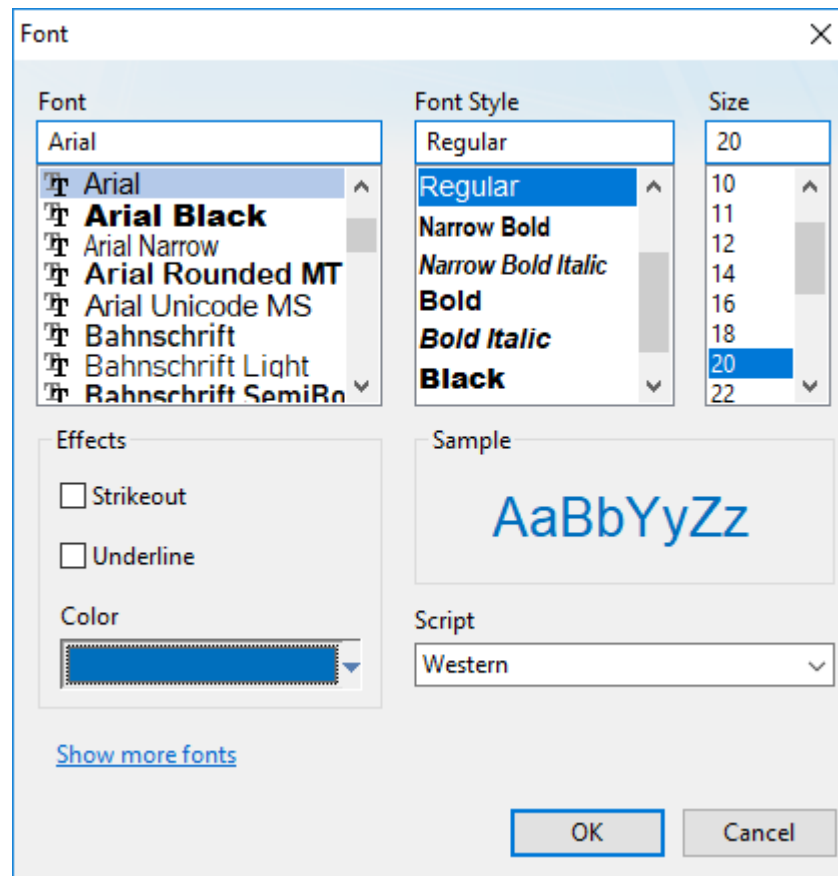 Font
Font
Arial
Arial
Arial Black
Arial Narrow
Arial Rounded MT
Arial Unicode MS
Bahnschrift
Bahnschrift Light
Bahnschrift SemiBo
Font Style
Regular
Regular
Narrow Bold
Narrow Bold Italic
Bold
Bold Italic
Black
Size
20
10
11
12
14
16
18
20
22
Effects
Strikeout
Underline
Color
Sample
AaBbYyZz
Script
Western
Show more fonts
OK
Cancel